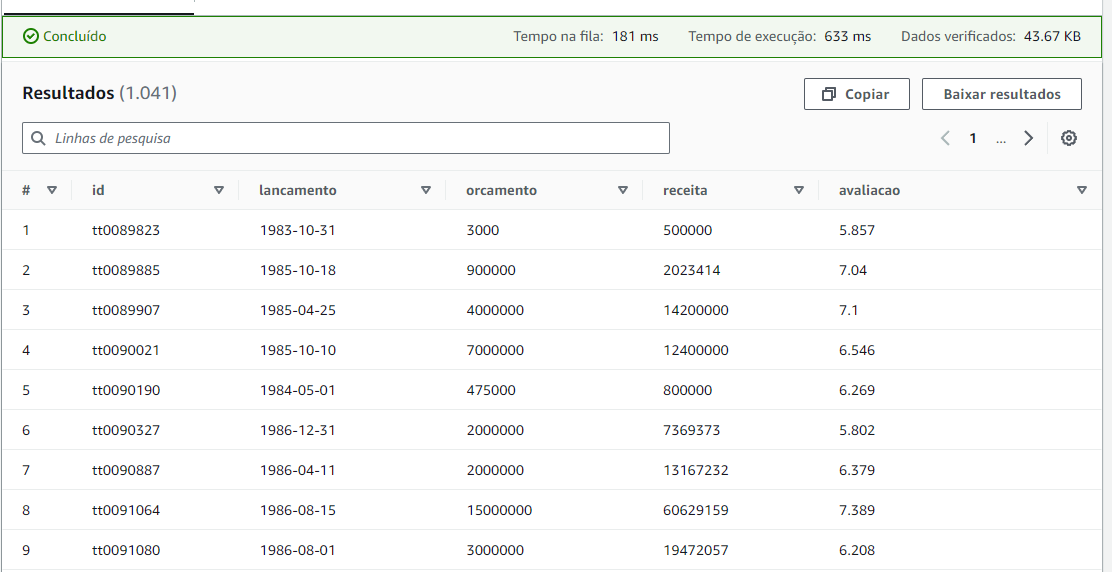 Concluído Tempo na fila: 181 ms Tempo de execução: 633 ms Dados verificados: 43.67 KB
Resultados (1.041) Copiar Baixar resultados
Linhas de pesquisa 1 ...
# id lancamento orcamento receita avaliacao
1 tt0089823 1983-10-31 3000 500000 5.857
2 tt0089885 1985-10-18 900000 2023414 7.04
3 tt0089907 1985-04-25 4000000 14200000 7.1
4 tt0090021 1985-10-10 7000000 12400000 6.546
5 tt0090190 1984-05-01 475000 800000 6.269
6 tt0090327 1986-12-31 2000000 7369373 5.802
7 tt0090887 1986-04-11 2000000 13167232 6.379
8 tt0091064 1986-08-15 15000000 60629159 7.389
9 tt0091080 1986-08-01 3000000 19472057 6.208